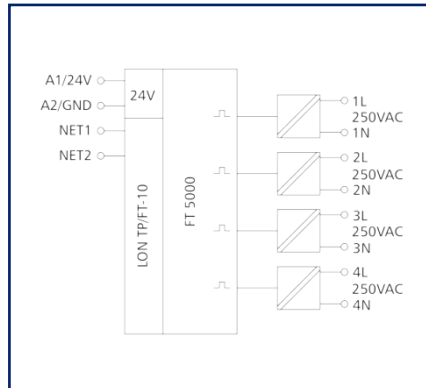 A1/24V
A2/GND
NET1
NET2
24V
LON TP/FT-10
FT 5000
1L
250VAC
1N
2L
250VAC
2N
3L
250VAC
3N
4L
250VAC
4N